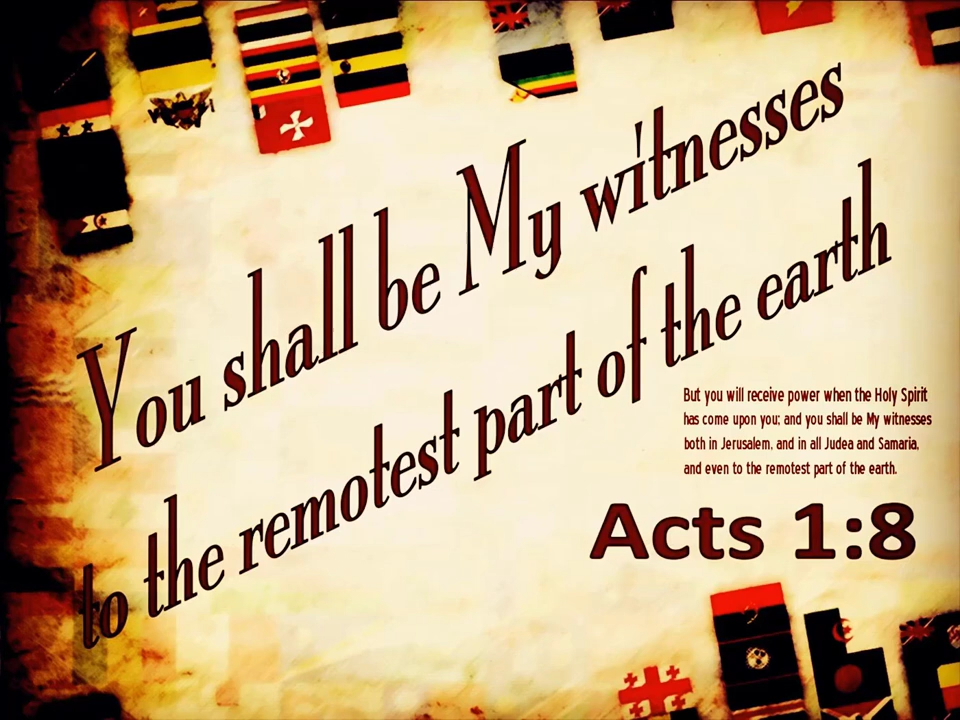 You shall be My witnesses
to the remotest part of the earth
But you will receive power when the Holy Spirit
has come upon you; and you shall be My witnesses
both in Jerusalem, and in all Judea and Samaria,
and even to the remotest part of the earth.
Acts 1:8